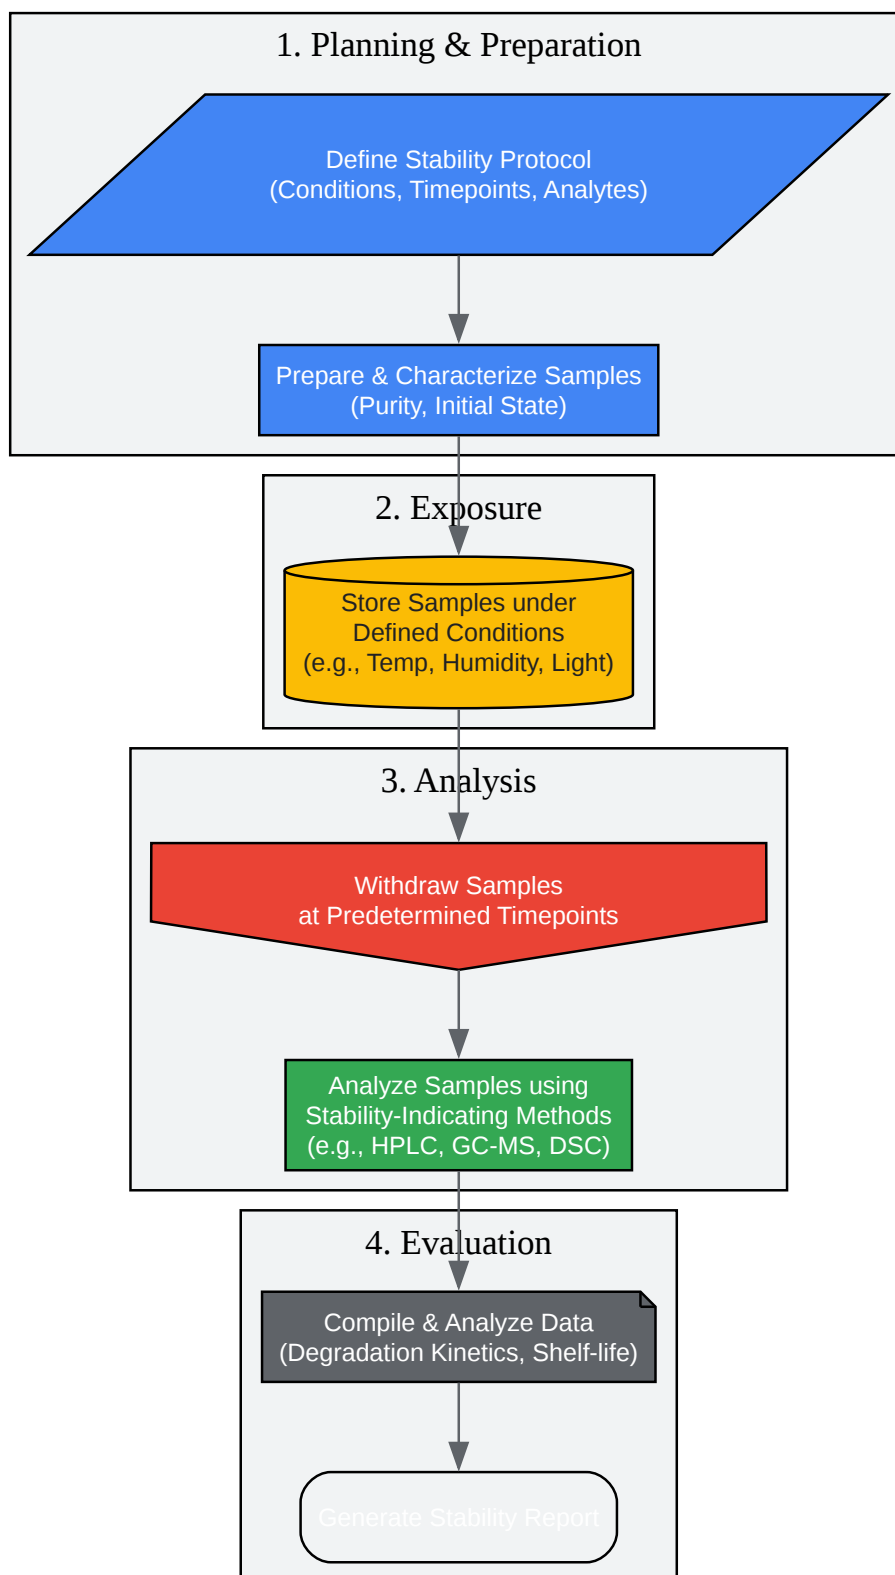 1. Planning & Preparation
Define Stability Protocol
(Conditions, Timepoints, Analytes)
Prepare & Characterize Samples
(Purity, Initial State)
2. Exposure
Store Samples under
Defined Conditions
(e.g., Temp, Humidity, Light)
3. Analysis
Withdraw Samples
at Predetermined Timepoints
Analyze Samples using
Stability-Indicating Methods
(e.g., HPLC, GC-MS, DSC)
4. Evaluation
Compile & Analyze Data
(Degradation Kinetics, Shelf-life)
Generate Stability Report